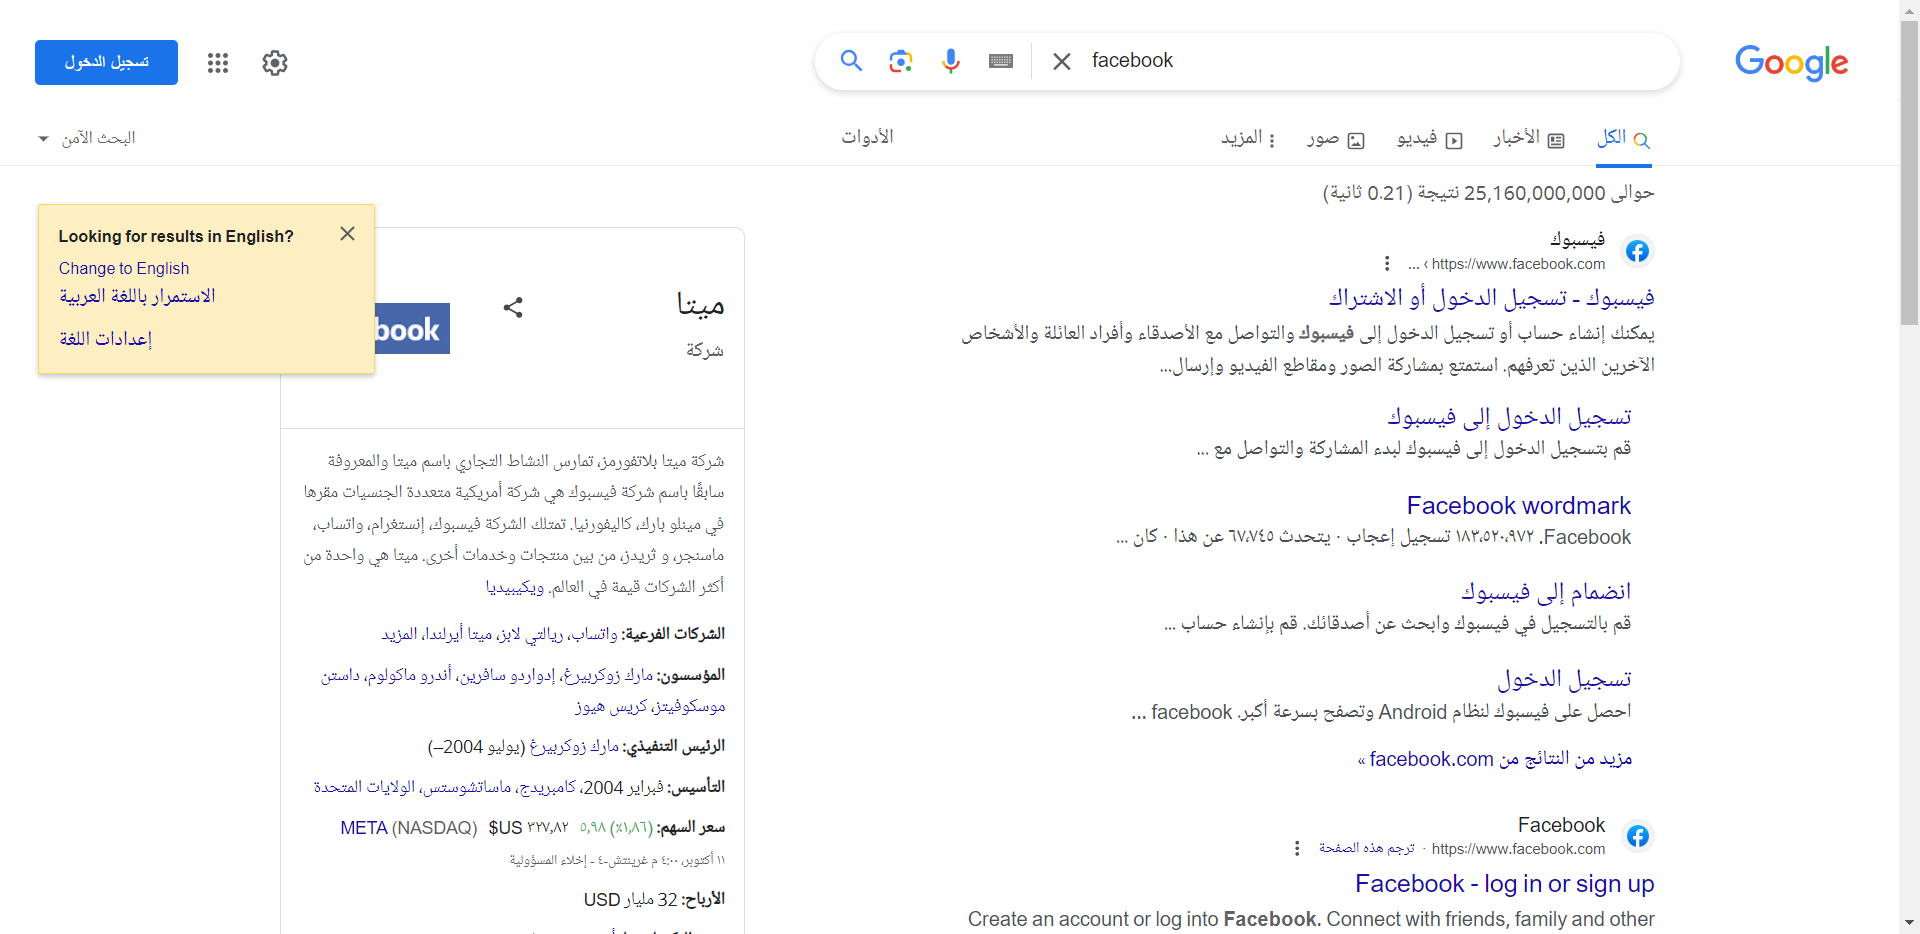 Google
facebook
تسجيل الدخول
الكل
الأخبار
فيديو
صور
المزيد
الأدوات
البحث الآمن
حوالى 25,160,000,000 نتيجة (0.21 ثانية)
فيسبوك
https://www.facebook.com › ...
فيسبوك - تسجيل الدخول أو الاشتراك
يمكنك إنشاء حساب أو تسجيل الدخول إلى فيسبوك والتواصل مع الأصدقاء وأفراد العائلة والأشخاص
الآخرين الذين تعرفهم. استمتع بمشاركة الصور ومقاطع الفيديو وإرسال...
تسجيل الدخول إلى فيسبوك
قم بتسجيل الدخول إلى فيسبوك لبدء المشاركة والتواصل مع ...
Facebook wordmark
Facebook. ١٨٣،٥٢٠،٩٧٢ تسجيل إعجاب · يتحدث ٦٧،٧٤٥ عن هذا · كان ...
انضمام إلى فيسبوك
قم بالتسجيل في فيسبوك وابحث عن أصدقائك. قم بإنشاء حساب ...
تسجيل الدخول
احصل على فيسبوك لنظام Android وتصفح بسرعة أكبر. facebook ...
مزيد من النتائج من facebook.com »
Facebook
https://www.facebook.com · ترجم هذه الصفحة
Facebook - log in or sign up
Create an account or log into Facebook. Connect with friends, family and other
Looking for results in English?
Change to English
الاستمرار باللغة العربية
إعدادات اللغة
ميتا
شركة
book
شركة ميتا بلاتفورمز، تمارس النشاط التجاري باسم ميتا والمعروفة
سابقًا باسم شركة فيسبوك هي شركة أمريكية متعددة الجنسيات مقرها
في مينلو بارك، كاليفورنيا. تمتلك الشركة فيسبوك، إنستغرام، واتساب،
ماسنجر، و ثريدز، من بين منتجات وخدمات أخرى. ميتا هي واحدة من
أكثر الشركات قيمة في العالم. ويكيبيديا
الشركات الفرعية: واتساب، ريالتي لابز، ميتا أيرلندا، المزيد
المؤسسون: مارك زوكربيرغ، إدواردو سافرين، أندرو ماكولوم، داستن
موسكوفيتز، كريس هيوز
الرئيس التنفيذي: مارك زوكربيرغ (يوليو 2004–)
التأسيس: فبراير 2004، كامبريدج، ماساتشوستس، الولايات المتحدة
سعر السهم: META (NASDAQ) $US ٣٢٧,٨٢ ٥,٩٨ (١,٨٦٪)
١١ أكتوبر، ٤:٠٠ م غرينتش-٤ - إخلاء المسؤولية
الأرباح: 32 مليار USD